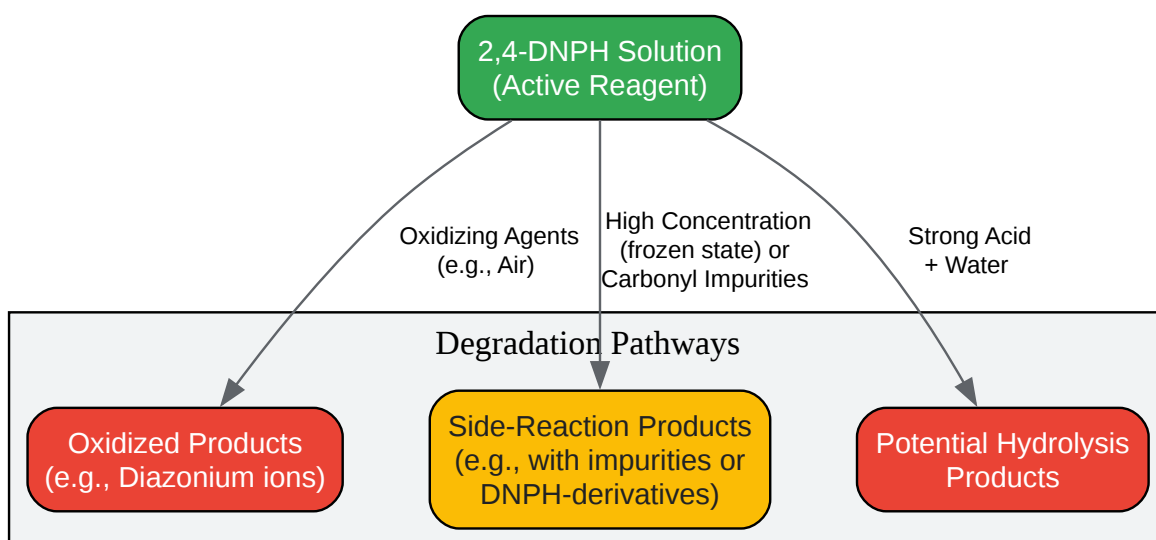 2,4-DNPH Solution
(Active Reagent)
Oxidizing Agents
(e.g., Air)
High Concentration
(frozen state) or
Carbonyl Impurities
Strong Acid
+ Water
Degradation Pathways
Oxidized Products
(e.g., Diazonium ions)
Side-Reaction Products
(e.g., with impurities or
DNPH-derivatives)
Potential Hydrolysis
Products